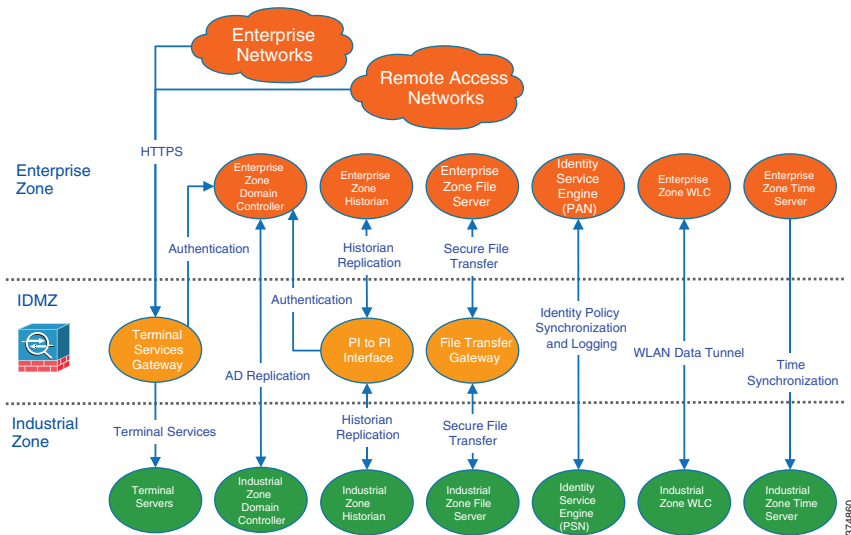 Enterprise
Networks
Remote Access
Networks
HTTPS
Enterprise
Zone
Enterprise
Zone
Domain
Controller
Enterprise
Zone
Historian
Enterprise
Zone File
Server
Identity
Service
Engine
(PAN)
Enterprise
Zone WLC
Enterprise
Zone Time
Server
Authentication
Historian
Replication
Secure File
Transfer
IDMZ
Authentication
Terminal
Services
Gateway
PI to PI
Interface
File Transfer
Gateway
Identity Policy
Synchronization
and Logging
WLAN Data Tunnel
Time
Synchronization
AD Replication
Industrial
Zone
Terminal Services
Historian
Replication
Secure File
Transfer
Terminal
Servers
Industrial
Zone
Domain
Controller
Industrial
Zone
Historian
Industrial
Zone File
Server
Identity
Service
Engine
(PSN)
Industrial
Zone WLC
Industrial
Zone Time
Server
374860